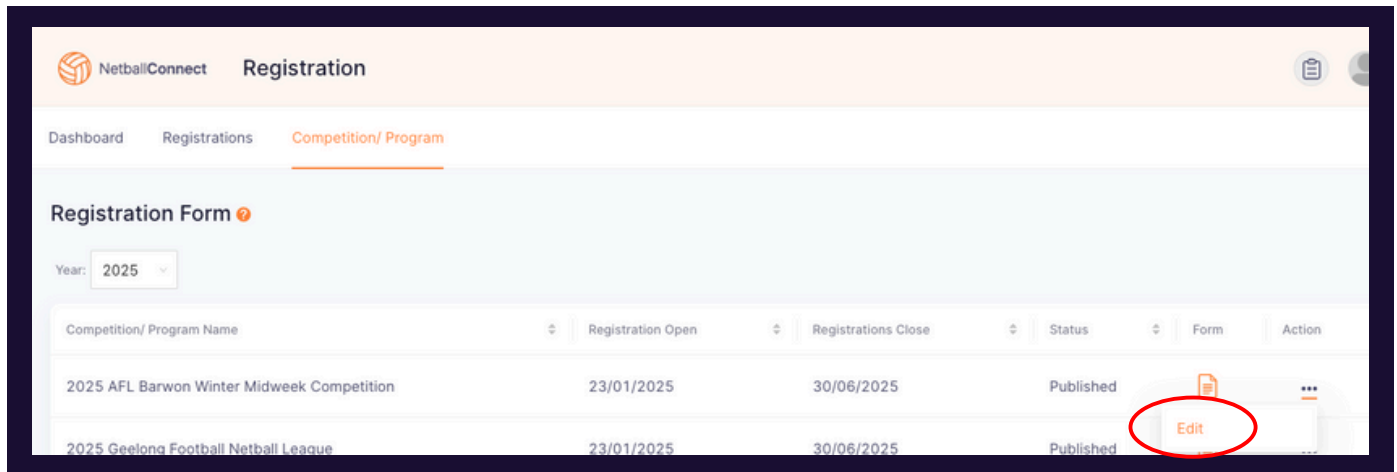 NetballConnect Registration
Dashboard Registrations Competition/ Program
Registration Form ?
Year: 2025
Competition/ Program Name Registration Open Registrations Close Status Form Action
2025 AFL Barwon Winter Midweek Competition 23/01/2025 30/06/2025 Published ...
Edit
2025 Geelong Football Netball League 23/01/2025 30/06/2025 Published